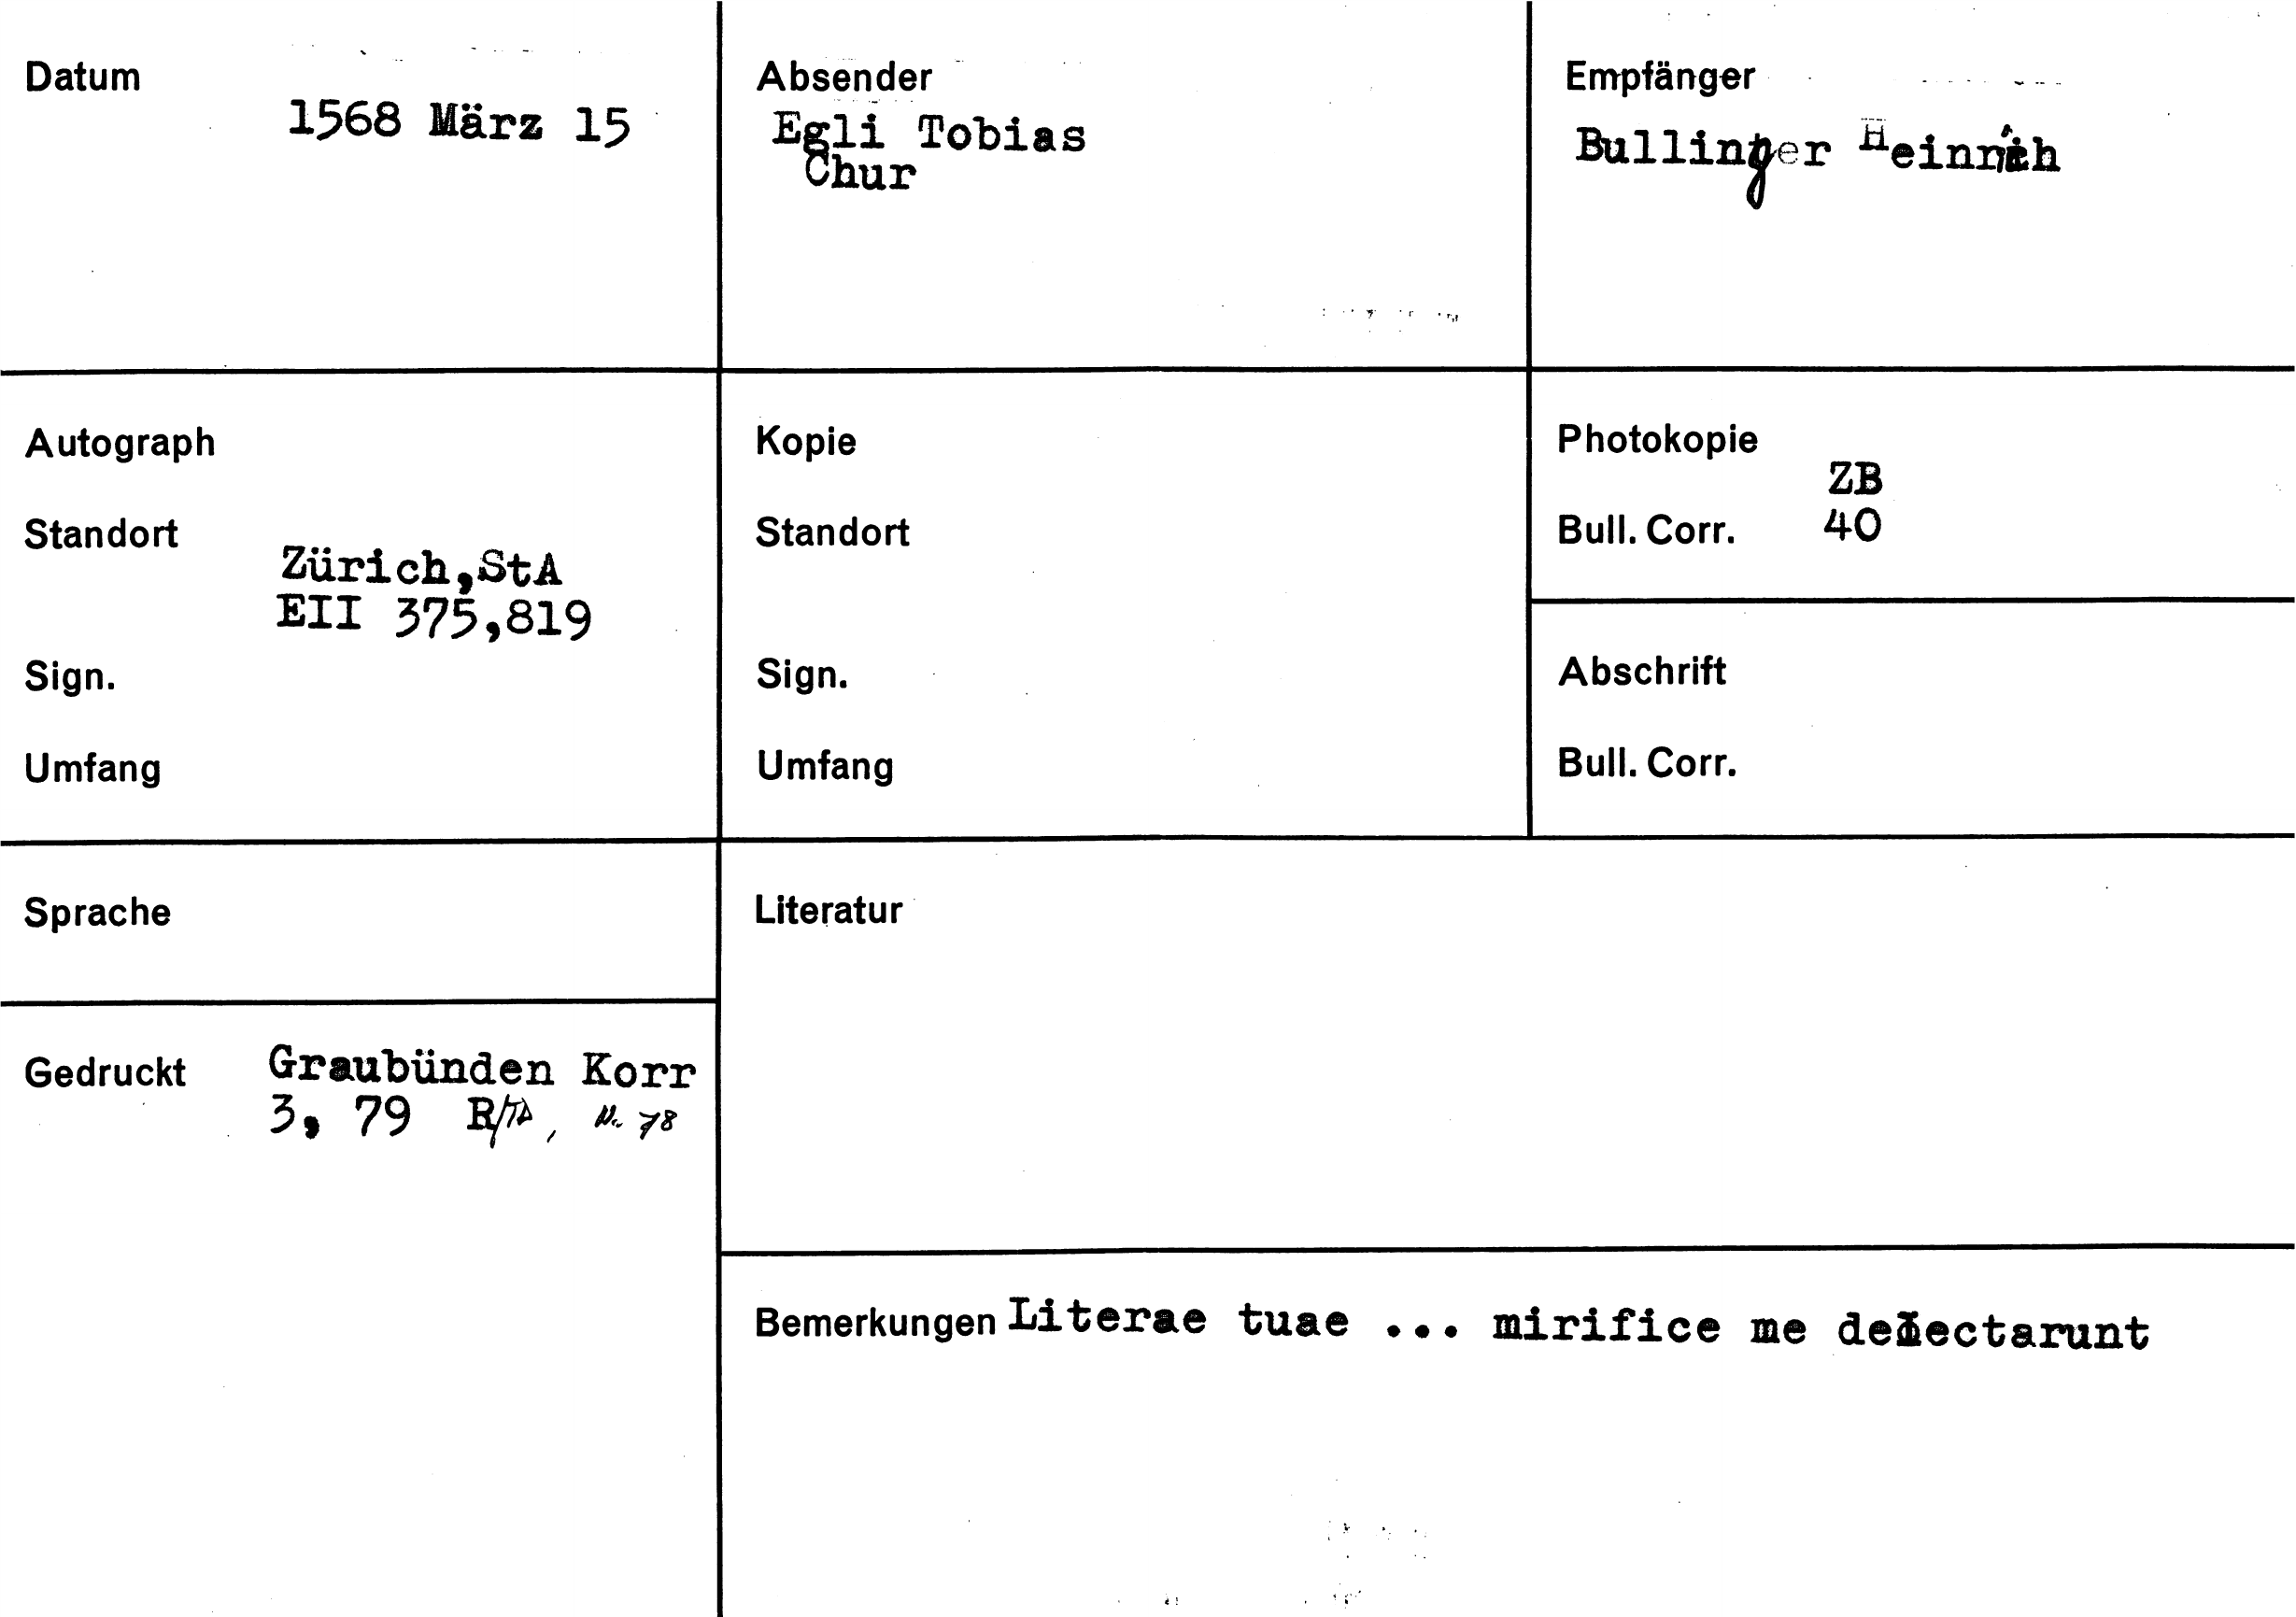 Datum
1568 März 15
Absender
Egli Tobias
Chur
Empfänger
Bullinger Heinrich
Autograph
Standort
Zürich,StA
EII 375,819
Sign.
Umfang
Kopie
Standort
Sign.
Umfang
Photokopie
ZB
Bull. Corr. 40
Abschrift
Bull. Corr.
Sprache
Literatur
Gedruckt Graubünden Korr
3, 79 , No 78
Bemerkungen Literae tuae ... mirifice me delectarunt